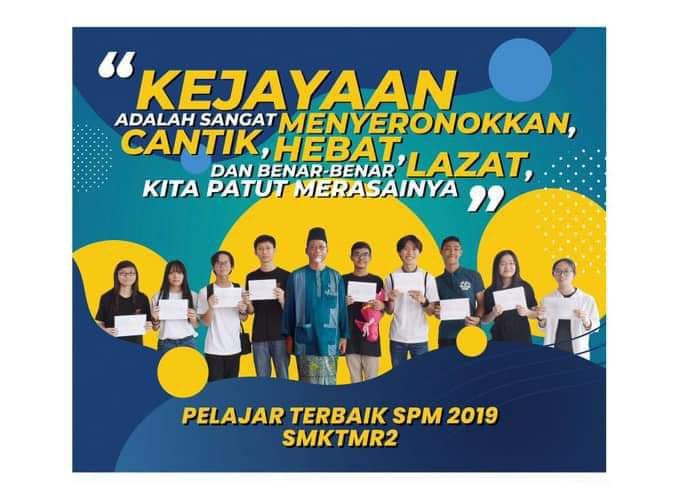 “KEJAYAAN
ADALAH SANGAT MENYERONOKKAN,
CANTIK, HEBAT, LAZAT,
DAN BENAR-BENAR
KITA PATUT MERASAINYA”
PELAJAR TERBAIK SPM 2019
SMKTMR2